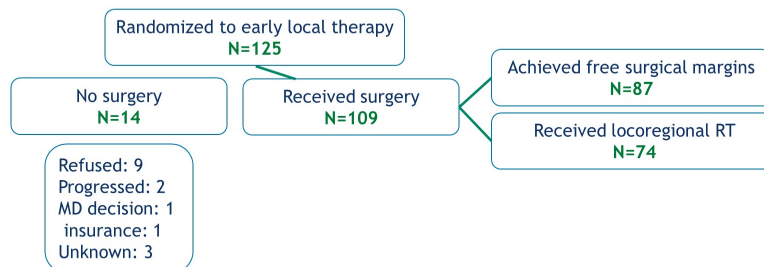 Randomized to early local therapy
N=125
No surgery
N=14
Received surgery
N=109
Achieved free surgical margins
N=87
Received locoregional RT
N=74
Refused: 9
Progressed: 2
MD decision: 1
insurance: 1
Unknown: 3